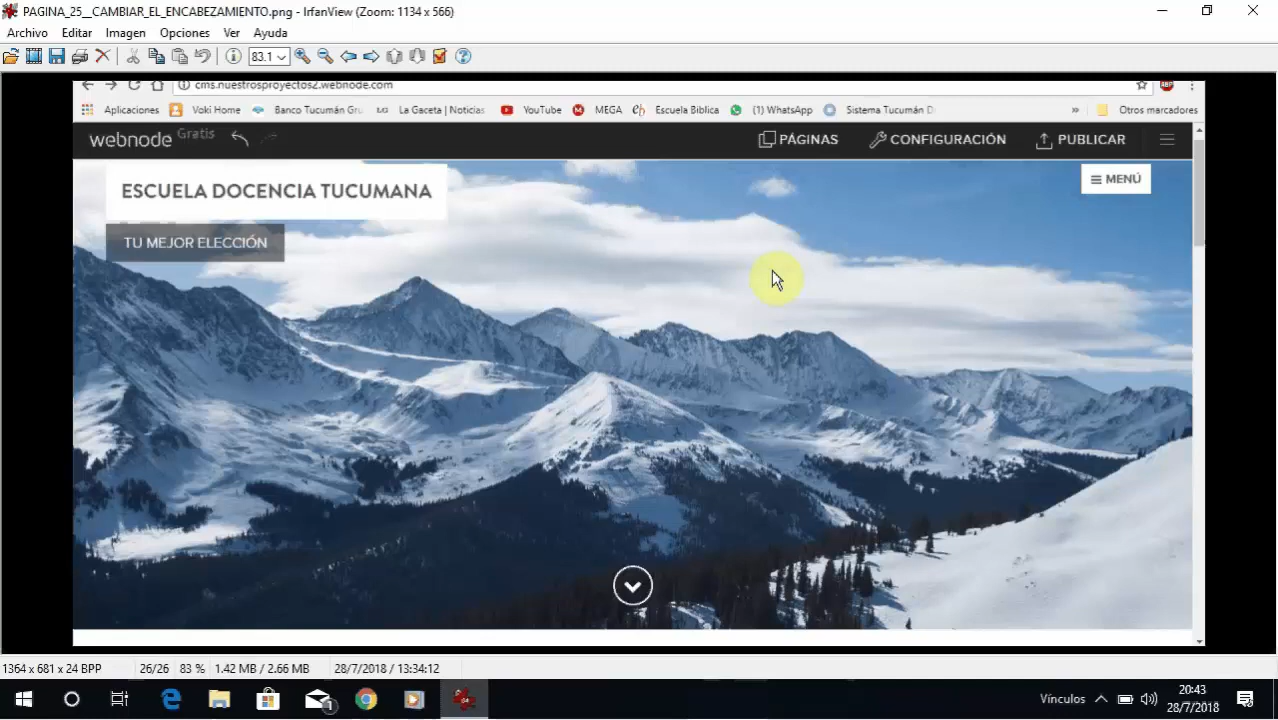 PAGINA_25__CAMBIAR_EL_ENCABEZAMIENTO.png - IrfanView (Zoom: 1134 x 566)
Archivo Editar Imagen Opciones Ver Ayuda
83.1
cms.nuestrosproyectos2.webnode.com
Aplicaciones Voki Home Banco Tucumán Gru La Gaceta | Noticias YouTube MEGA Escuela Biblica (1) WhatsApp Sistema Tucumán D » Otros marcadores
webnode Gratis PÁGINAS CONFIGURACIÓN PUBLICAR
ESCUELA DOCENCIA TUCUMANA
MENÚ
TU MEJOR ELECCIÓN
1364 x 681 x 24 BPP 26/26 83 % 1.42 MB / 2.66 MB 28/7/2018 / 13:34:12
Vínculos
20:43
28/7/2018